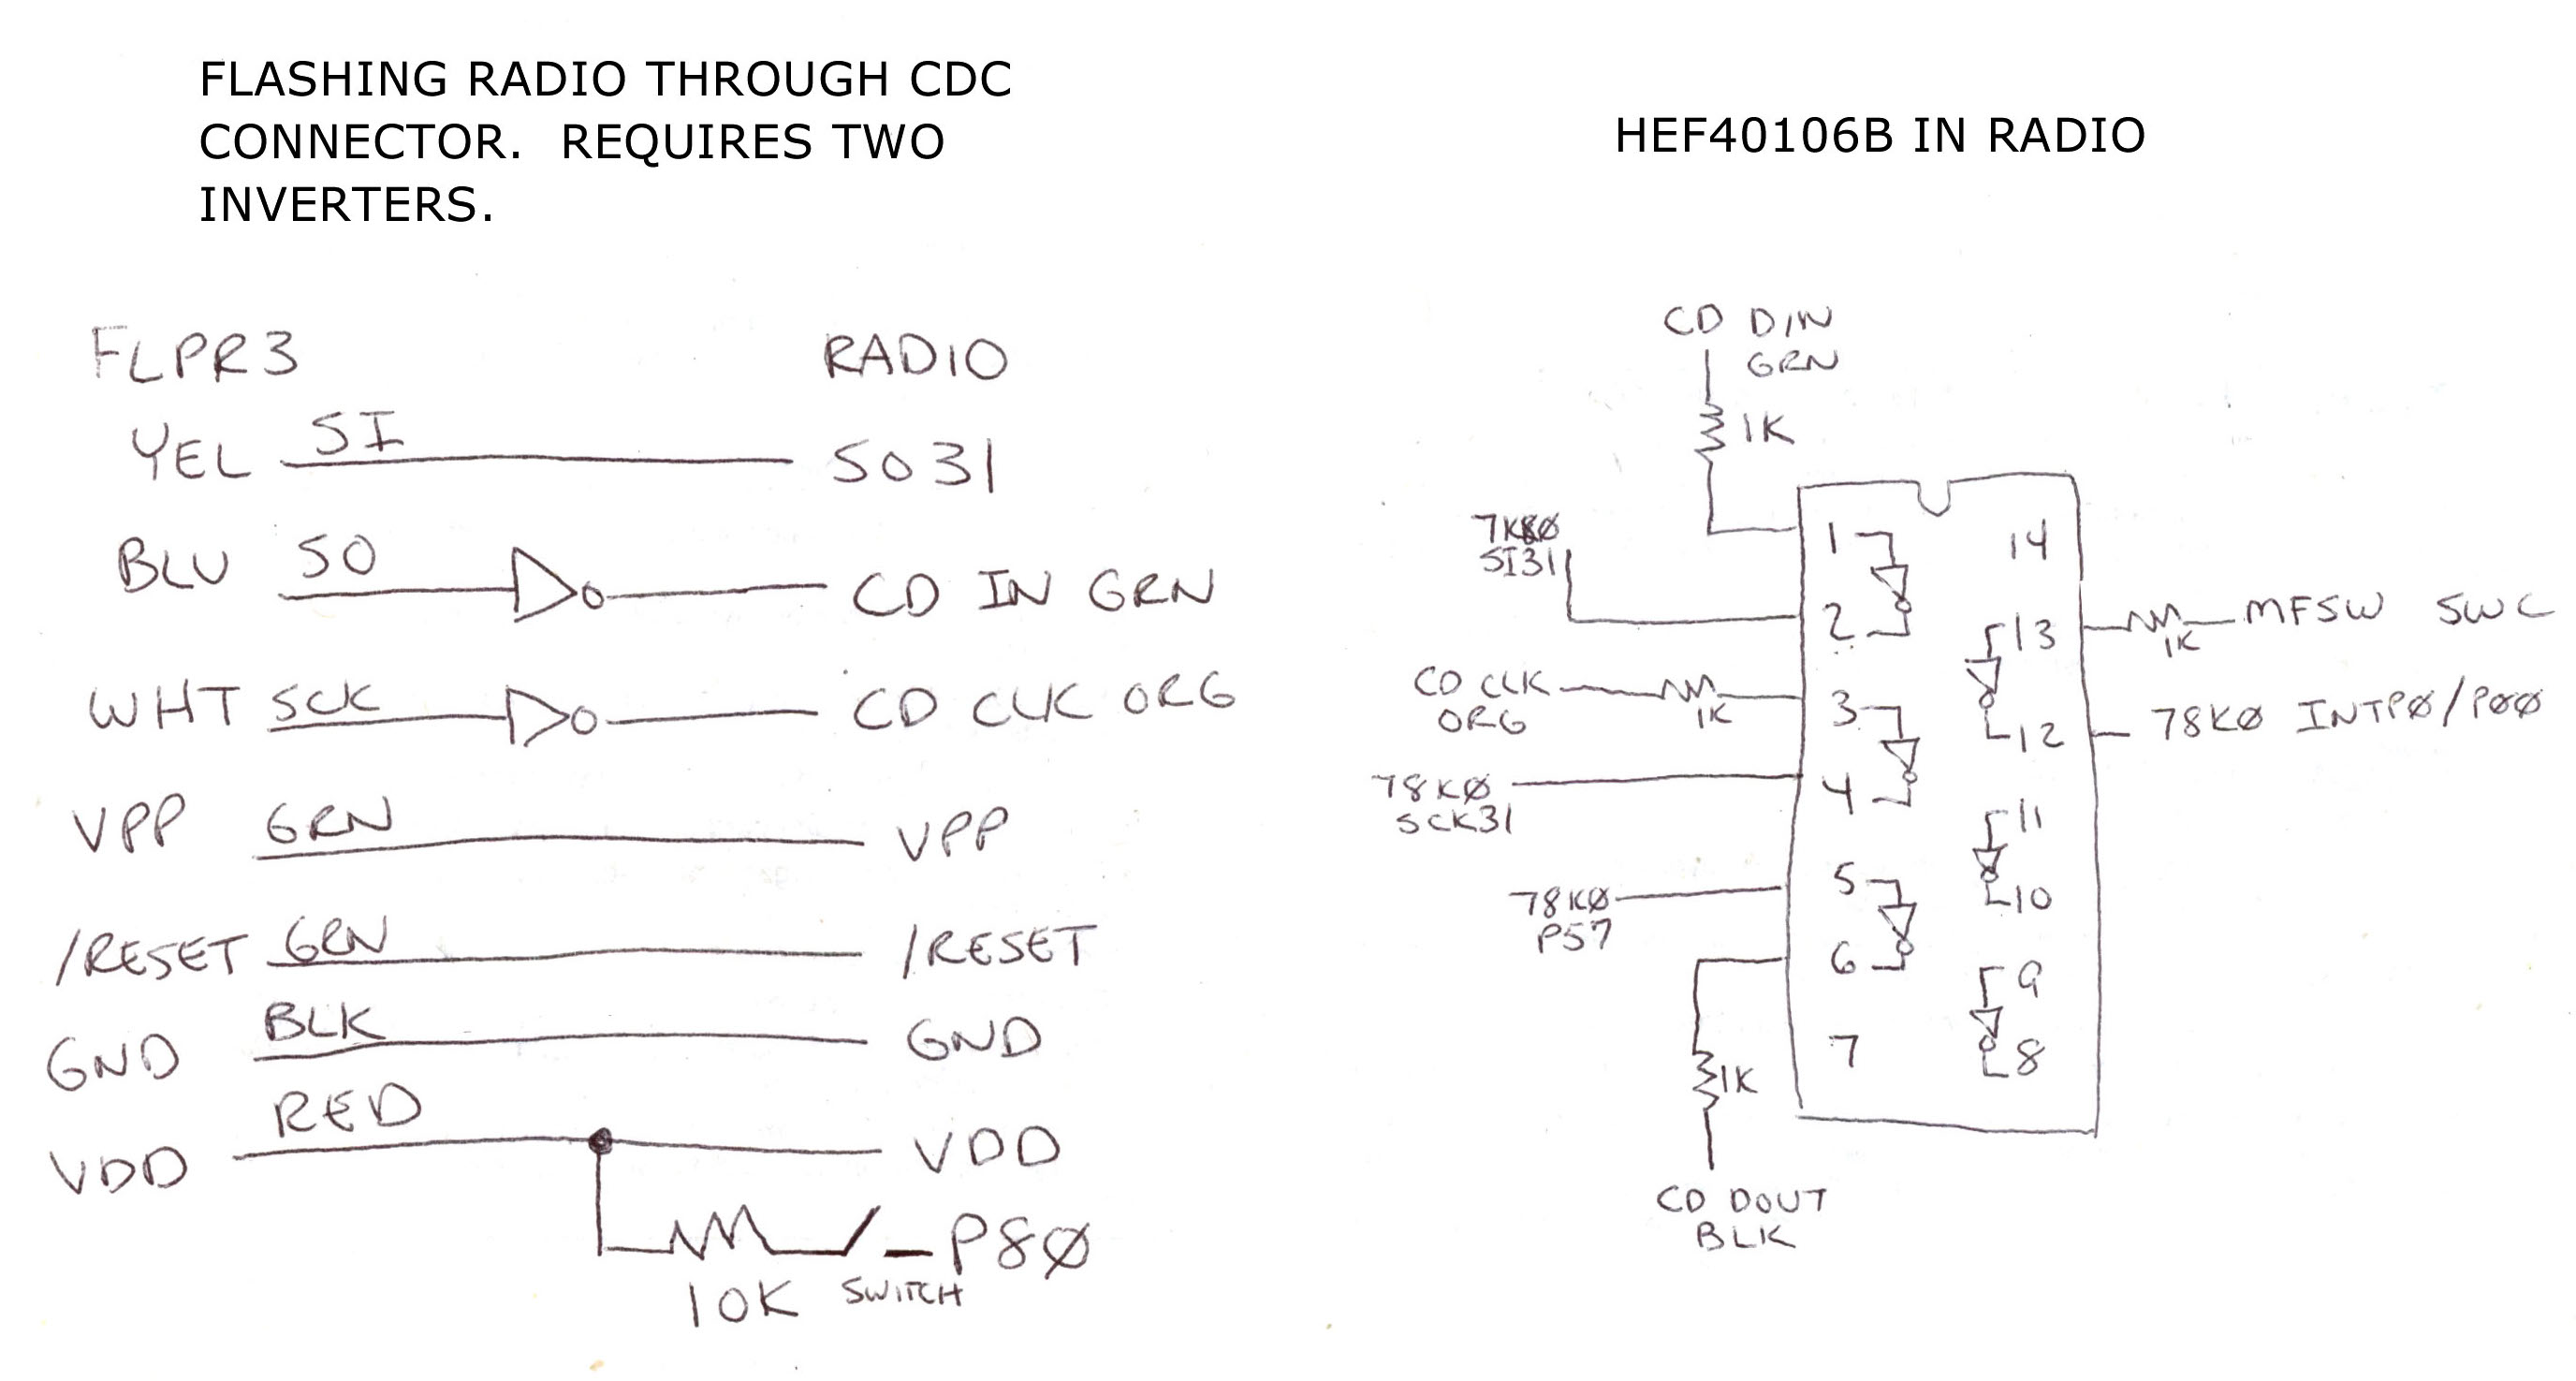 FLASHING RADIO THROUGH CDC
CONNECTOR.  REQUIRES TWO
INVERTERS.
FLPR3 RADIO
YEL SI SO31
BLU SO CD IN GRN
WHT SCK CD CLK ORG
VPP GRN VPP
/RESET GRN /RESET
GND BLK GND
VDD RED VDD
P8Ø
10K SWITCH
HEF40106B IN RADIO
CD DIN
GRN
1K
SI31
CD CLK
ORG
1K
78KØ
SCK31
78KØ
P57
1K
CD DOUT
BLK
1
2
3
4
5
6
7
14
13
12
11
10
9
8
MFSW SWC
1K
78KØ INTPØ/PØØ